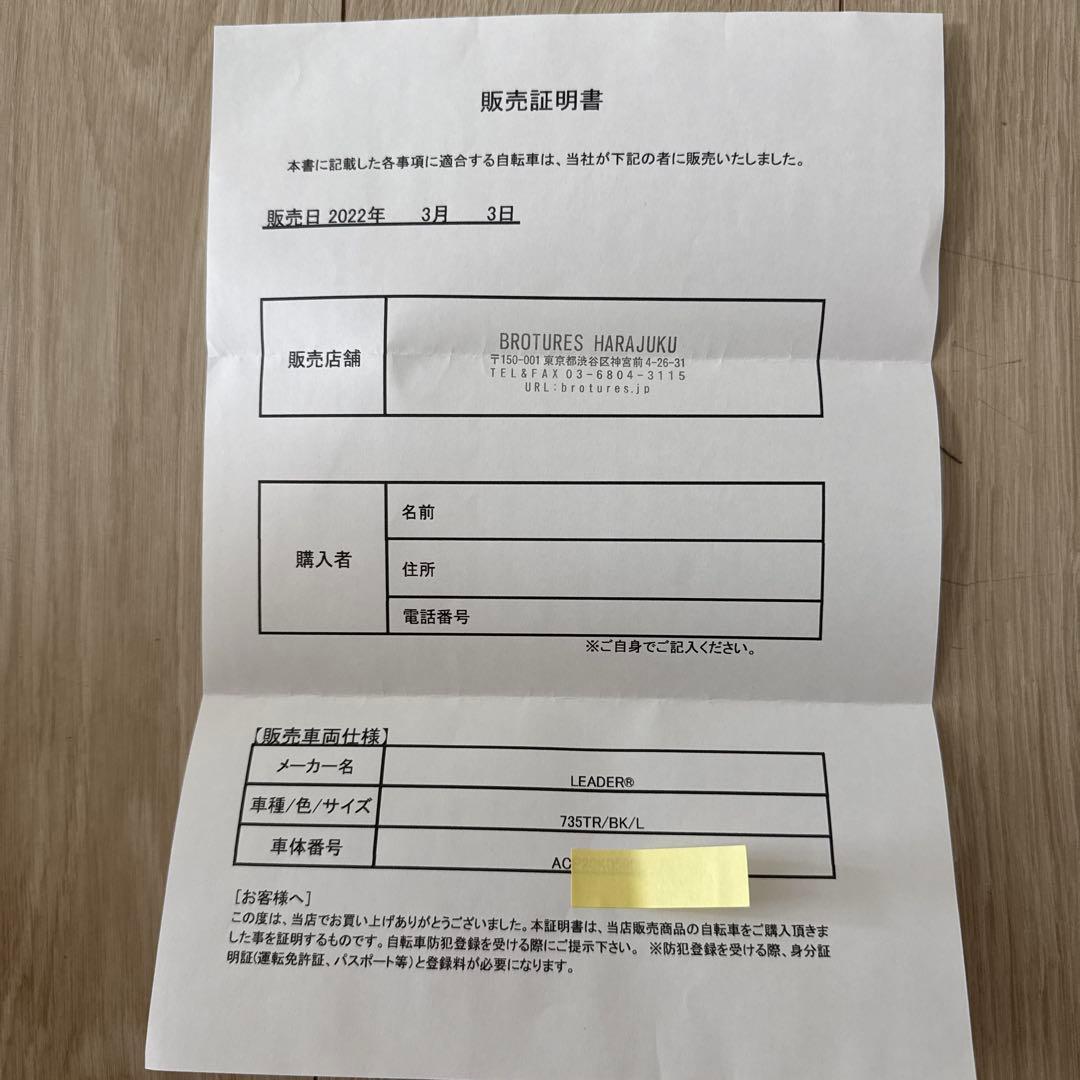 販売証明書
本書に記載した各事項に適合する自転車は、当社が下記の者に販売いたしました。
販売日 2022年 3月 3日
販売店舗
BROTURES HARAJUKU
〒150-001 東京都渋谷区神宮前 4-26-31
TEL&FAX 03-6804-3115
URL:brotures.jp
購入者
名前
住所
電話番号
※ご自身でご記入ください。
【販売車両仕様】
メーカー名
LEADER®
車種/色/サイズ
735TR/BK/L
車体番号
AC
[お客様へ]
この度は、当店でお買い上げありがとうございました。本証明書は、当店販売商品の自転車をご購入頂きま
した事を証明するものです。自転車防犯登録を受ける際にご提示下さい。 ※防犯登録を受ける際、身分証
明証(運転免許証、パスポート等)と登録料が必要になります。